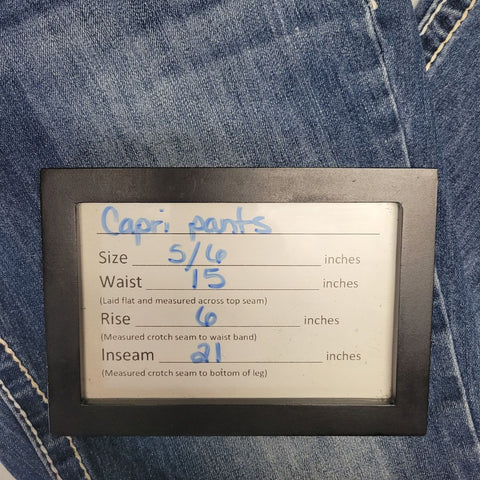 Capri pants
Size 5/6 inches
Waist 15 inches
(Laid flat and measured across top seam)
Rise 6 inches
(Measured crotch seam to waist band)
Inseam 21 inches
(Measured crotch seam to bottom of leg)